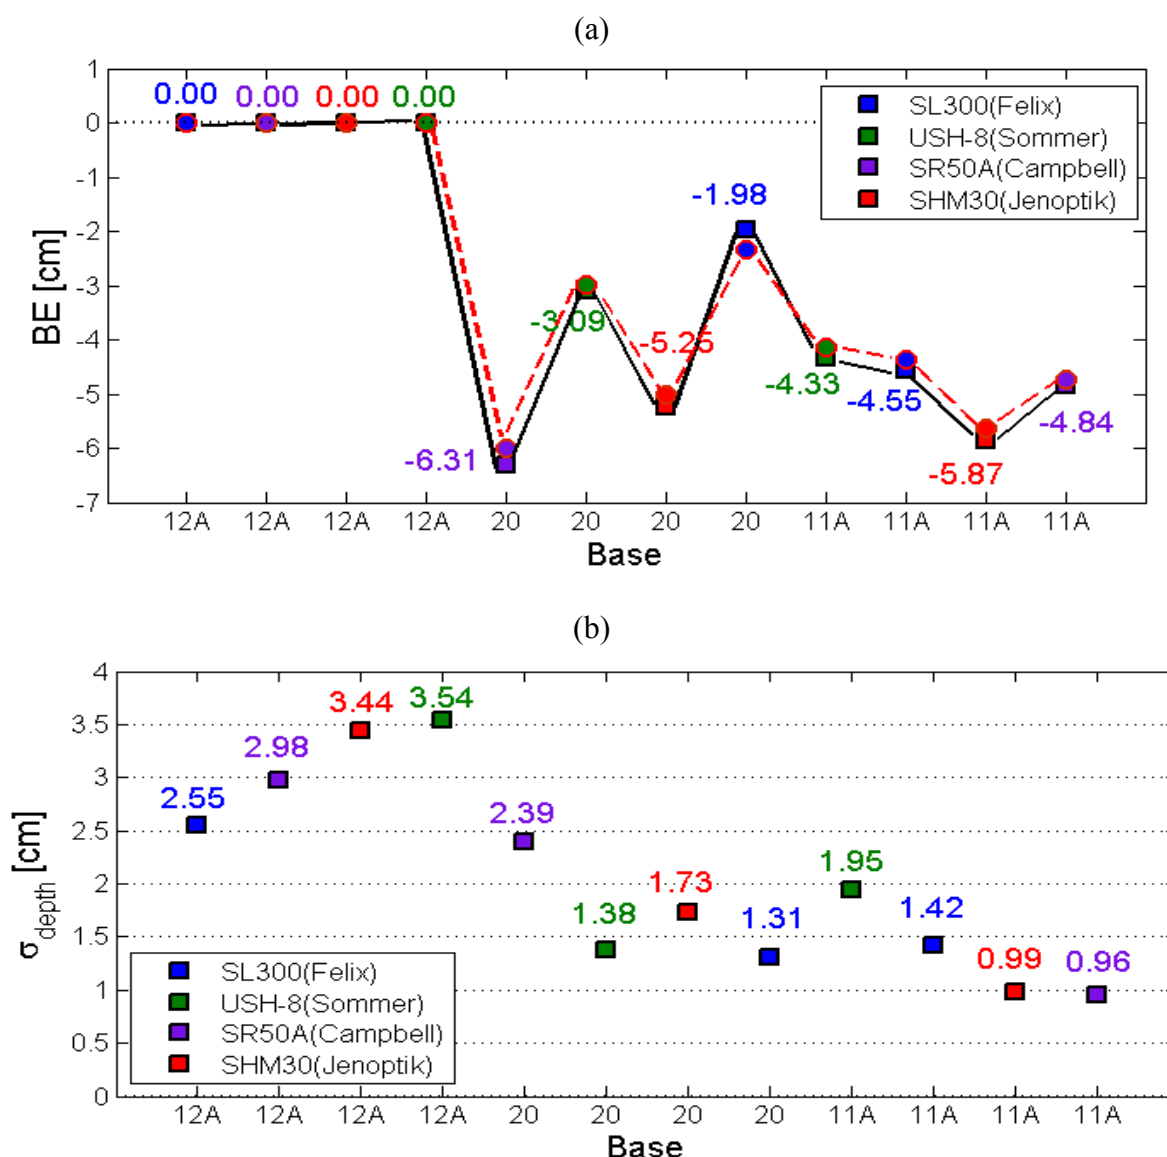 (a)
1
0
-1
-2
-3
-4
-5
-6
-7
BE [cm]
0.00 0.00 0.00 0.00
-6.31
-3.09
-5.25
-1.98
-4.33
-4.55
-5.87
-4.84
SL300(Felix)
USH-8(Sommer)
SR50A(Campbell)
SHM30(Jenoptik)
12A 12A 12A 12A 20 20 20 20 11A 11A 11A 11A
Base
(b)
4
3.5
3
2.5
2
1.5
1
0.5
0
σdepth [cm]
2.55
2.98
3.44
3.54
2.39
1.38
1.73
1.31
1.95
1.42
0.99
0.96
SL300(Felix)
USH-8(Sommer)
SR50A(Campbell)
SHM30(Jenoptik)
12A 12A 12A 12A 20 20 20 20 11A 11A 11A 11A
Base